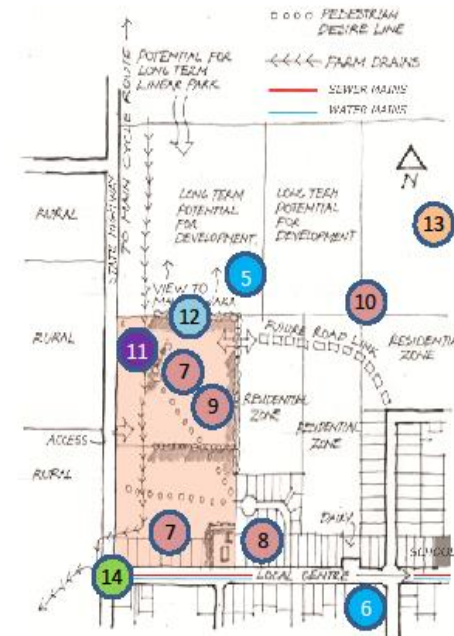 PEDESTRIAN
DESIRE LINE
FARM DRAINS
SEWER MAINS
WATER MAINS
POTENTIAL FOR
LONG TERM
LINEAR PARK
TO MAIN CYCLE ROUTE
STATE HIGHWAY
N
RURAL
LONG TERM
POTENTIAL
FOR
DEVELOPMENT
LONG TERM
POTENTIAL
FOR
DEVELOPMENT
13
5
VIEW TO
10
12
RURAL
11
FUTURE ROAD LINK
RESIDENTIAL
ZONE
7
9
RESIDENTIAL
ZONE
RESIDENTIAL
ZONE
ACCESS
RURAL
7
8
DAIRY
SCHOOL
14
LOCAL CENTRE
6